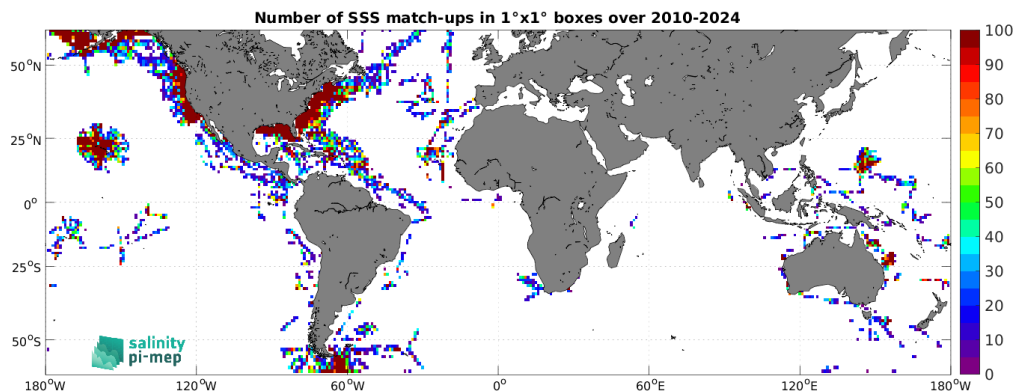 Number of SSS match-ups in 1°x1° boxes over 2010-2024
50°N
25°N
0°
25°S
50°S
180°W
120°W
60°W
0°
60°E
120°E
180°W
100
90
80
70
60
50
40
30
20
10
0
salinity
pi-mep